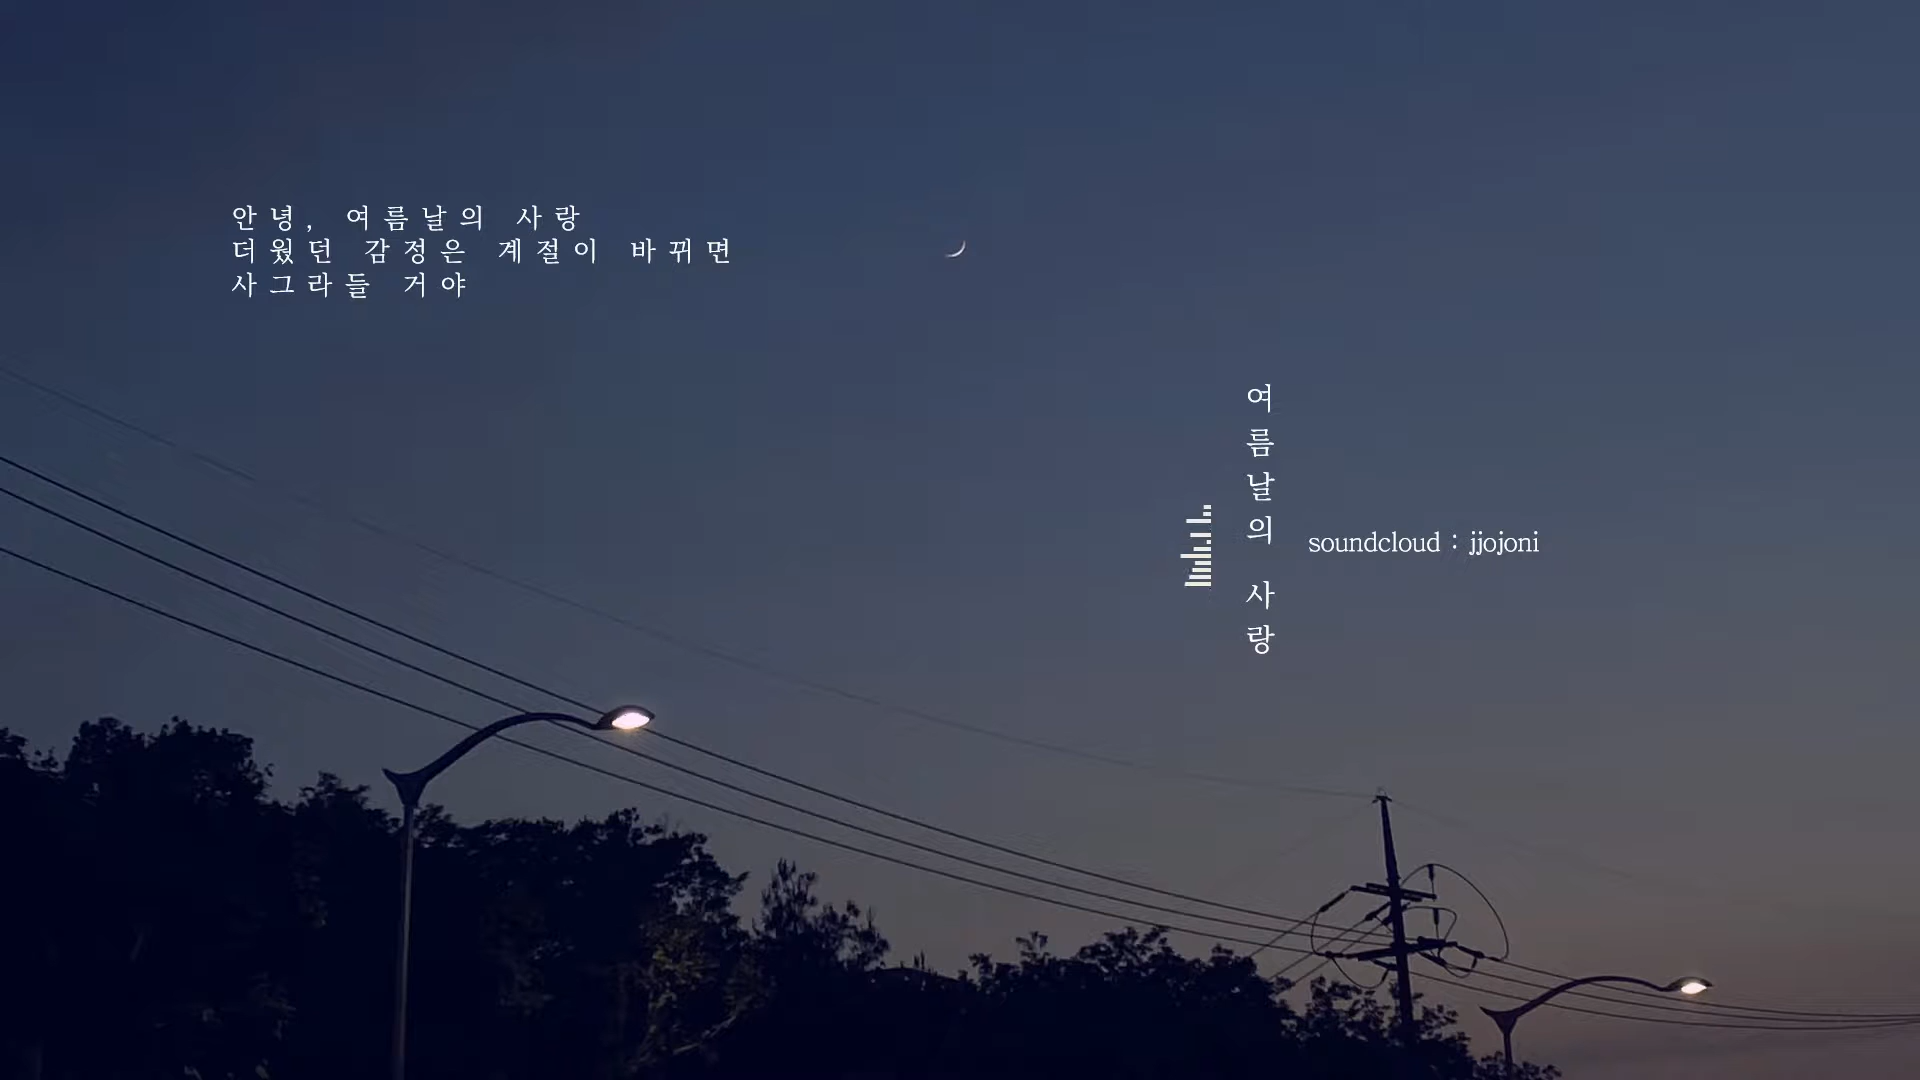 안녕, 여름날의 사랑
더웠던 감정은 계절이 바뀌면
사그라들 거야
여름날의 사랑
soundcloud : jjojoni